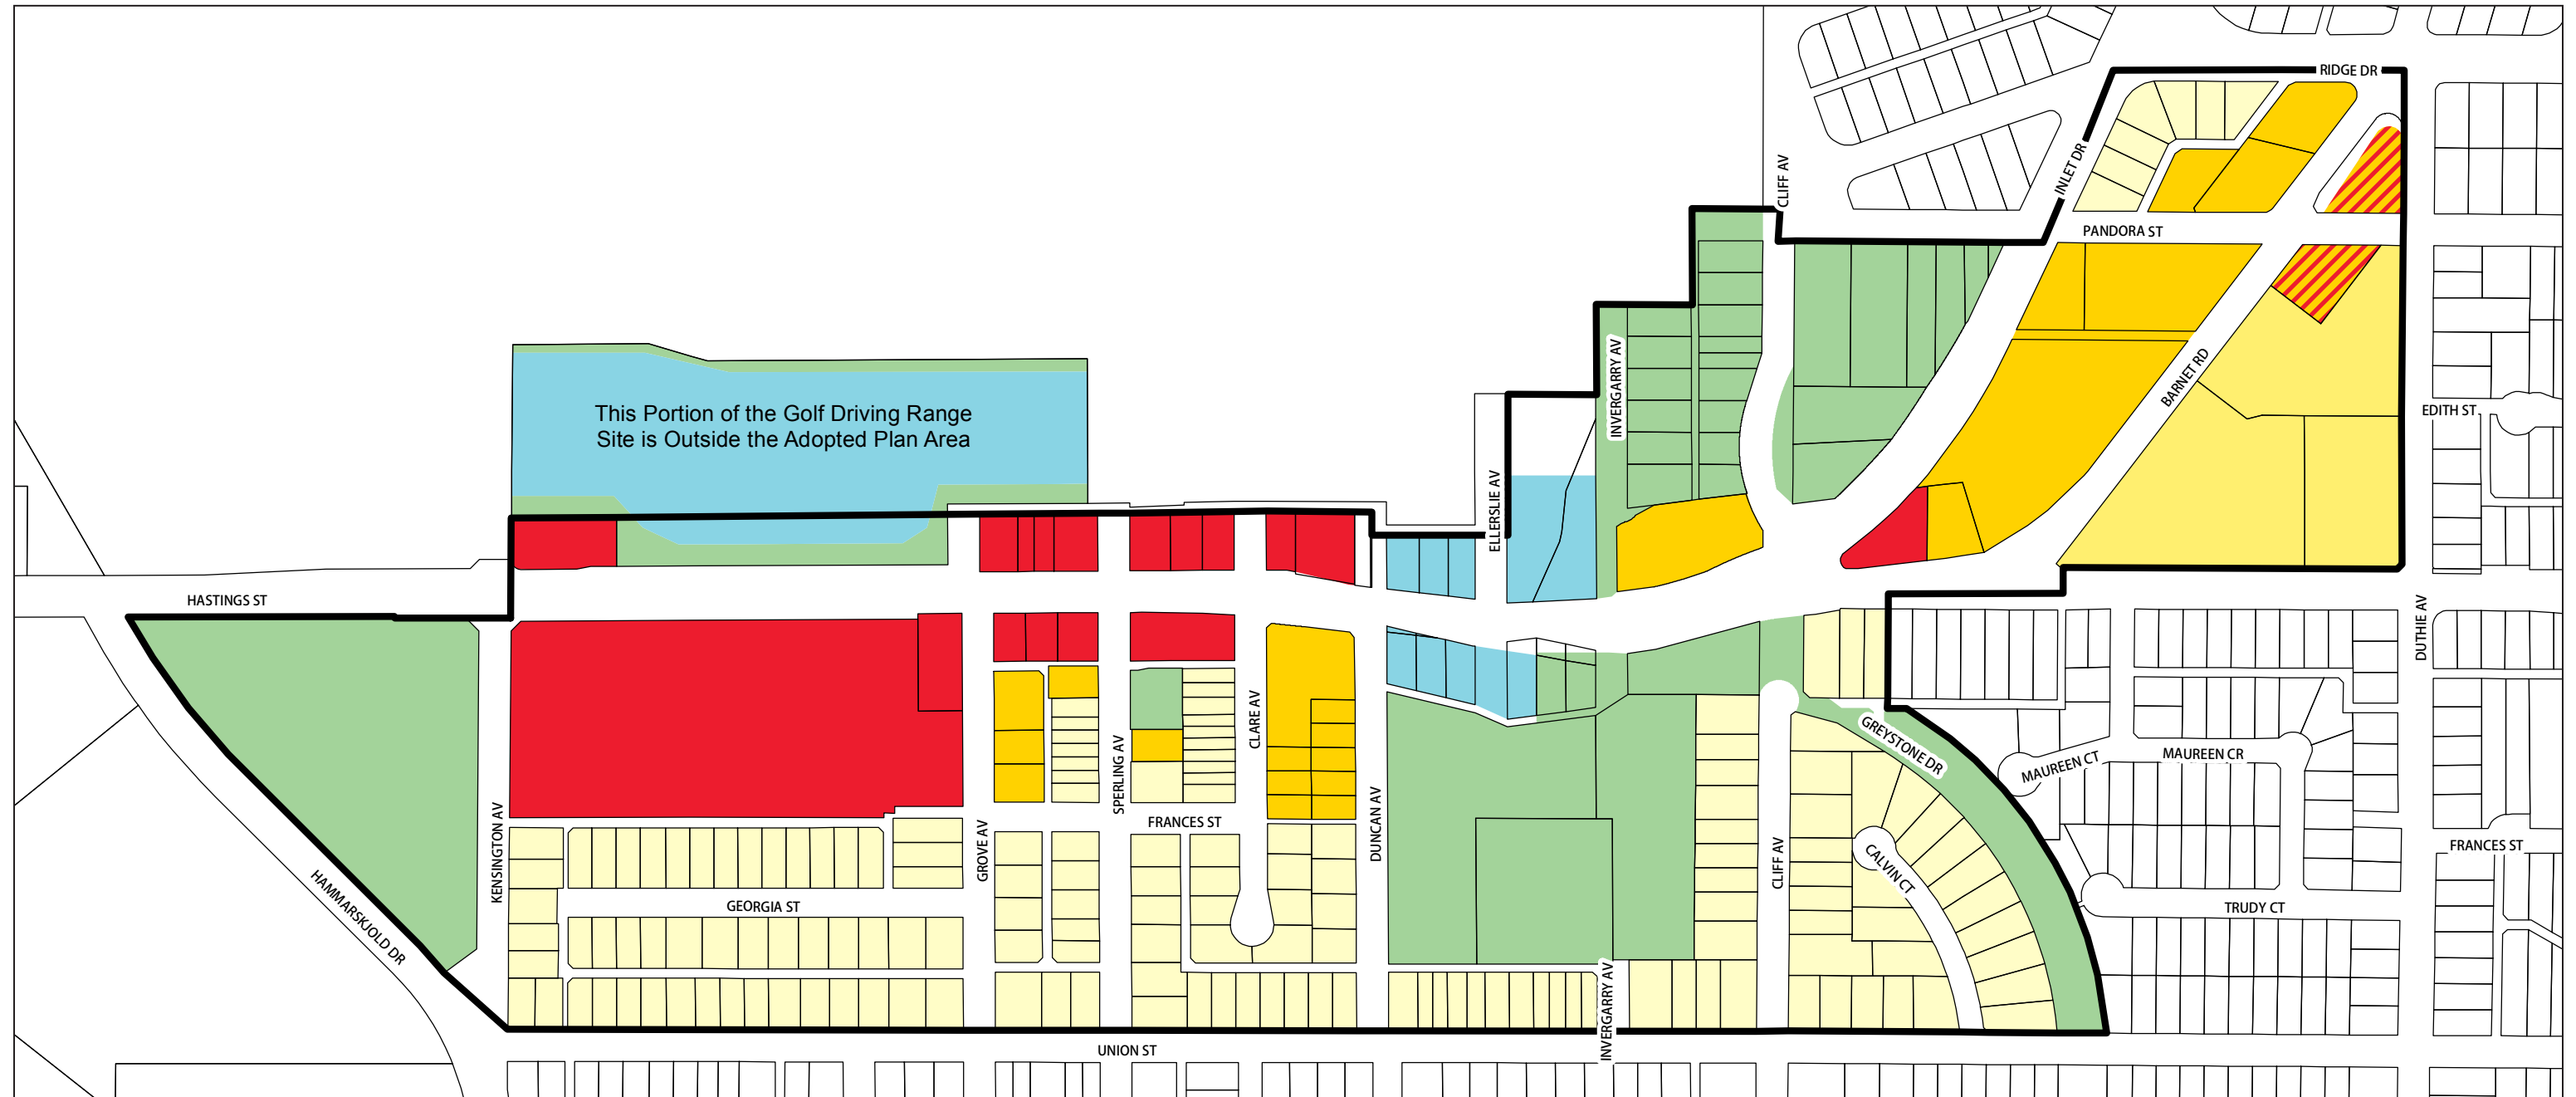 RIDGE DR
CLIFF AV
INLET DR
PANDORA ST
INVERGARRY AV
BARNET RD
This Portion of the Golf Driving Range
Site is Outside the Adopted Plan Area
EDITH ST
ELLERSLIE AV
HASTINGS ST
DUTHIE AV
CLARE AV
GREYSTONE DR
SPERLING AV
MAUREEN CT
MAUREEN CR
KENSINGTON AV
FRANCES ST
DUNCAN AV
GROVE AV
CLIFF AV
CALVIN CT
FRANCES ST
HAMMARSKJOLD DR
GEORGIA ST
TRUDY CT
INVERGARRY AV
UNION ST